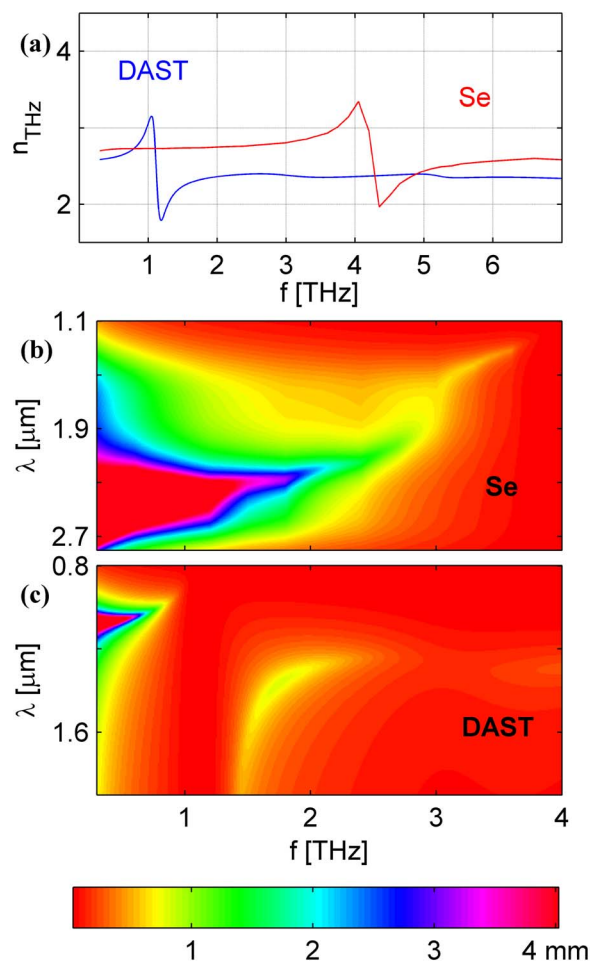 (a)
DAST
Se
4
2
n_THz
1 2 3 4 5 6
f [THz]
(b)
1.1
1.9
2.7
λ [μm]
Se
(c)
0.8
1.6
λ [μm]
DAST
1 2 3 4
f [THz]
1 2 3 4 mm